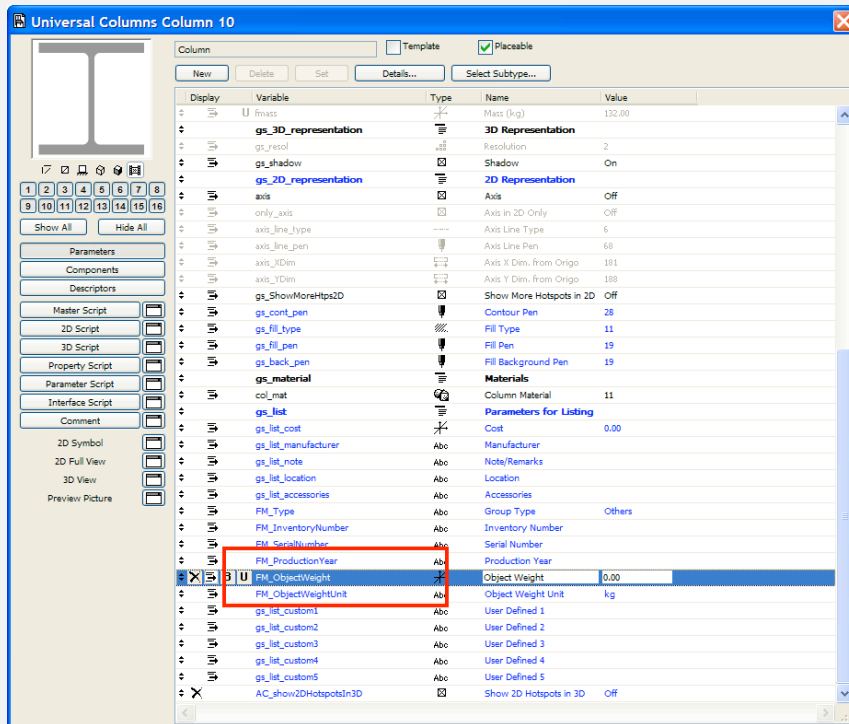 Universal Columns Column 10
Column Template Placeable
New Delete Set Details... Select Subtype...
Display Variable Type Name Value
U fmass Mass (kg) 132.00
gs_3D_representation 3D Representation
gs_resol Resolution 2
gs_shadow Shadow On
gs_2D_representation 2D Representation
axis Axis Off
only_axis Axis in 2D Only Off
axis_line_type Axis Line Type 6
axis_line_pen Axis Line Pen 68
axis_XDim Axis X Dim. from Origo 181
axis_YDim Axis Y Dim. from Origo 188
gs_ShowMoreHtps2D Show More Hotspots in 2D Off
gs_cont_pen Contour Pen 28
gs_fill_type Fill Type 11
gs_fill_pen Fill Pen 19
gs_back_pen Fill Background Pen 19
gs_material Materials
col_mat Column Material 11
gs_list Parameters for Listing
gs_list_cost Cost 0.00
gs_list_manufacturer Abc Manufacturer
gs_list_note Abc Note/Remarks
gs_list_location Abc Location
gs_list_accessories Abc Accessories
FM_Type Abc Group Type Others
FM_InventoryNumber Abc Inventory Number
FM_SerialNumber Abc Serial Number
FM_ProductionYear Abc Production Year
B U FM_ObjectWeight Object Weight 0.00
FM_ObjectWeightUnit Abc Object Weight Unit kg
gs_list_custom1 Abc User Defined 1
gs_list_custom2 Abc User Defined 2
gs_list_custom3 Abc User Defined 3
gs_list_custom4 Abc User Defined 4
gs_list_custom5 Abc User Defined 5
AC_show2DHotspotsIn3D Show 2D Hotspots in 3D Off
1 2 3 4 5 6 7 8
9 10 11 12 13 14 15 16
Show All Hide All
Parameters
Components
Descriptors
Master Script
2D Script
3D Script
Property Script
Parameter Script
Interface Script
Comment
2D Symbol
2D Full View
3D View
Preview Picture